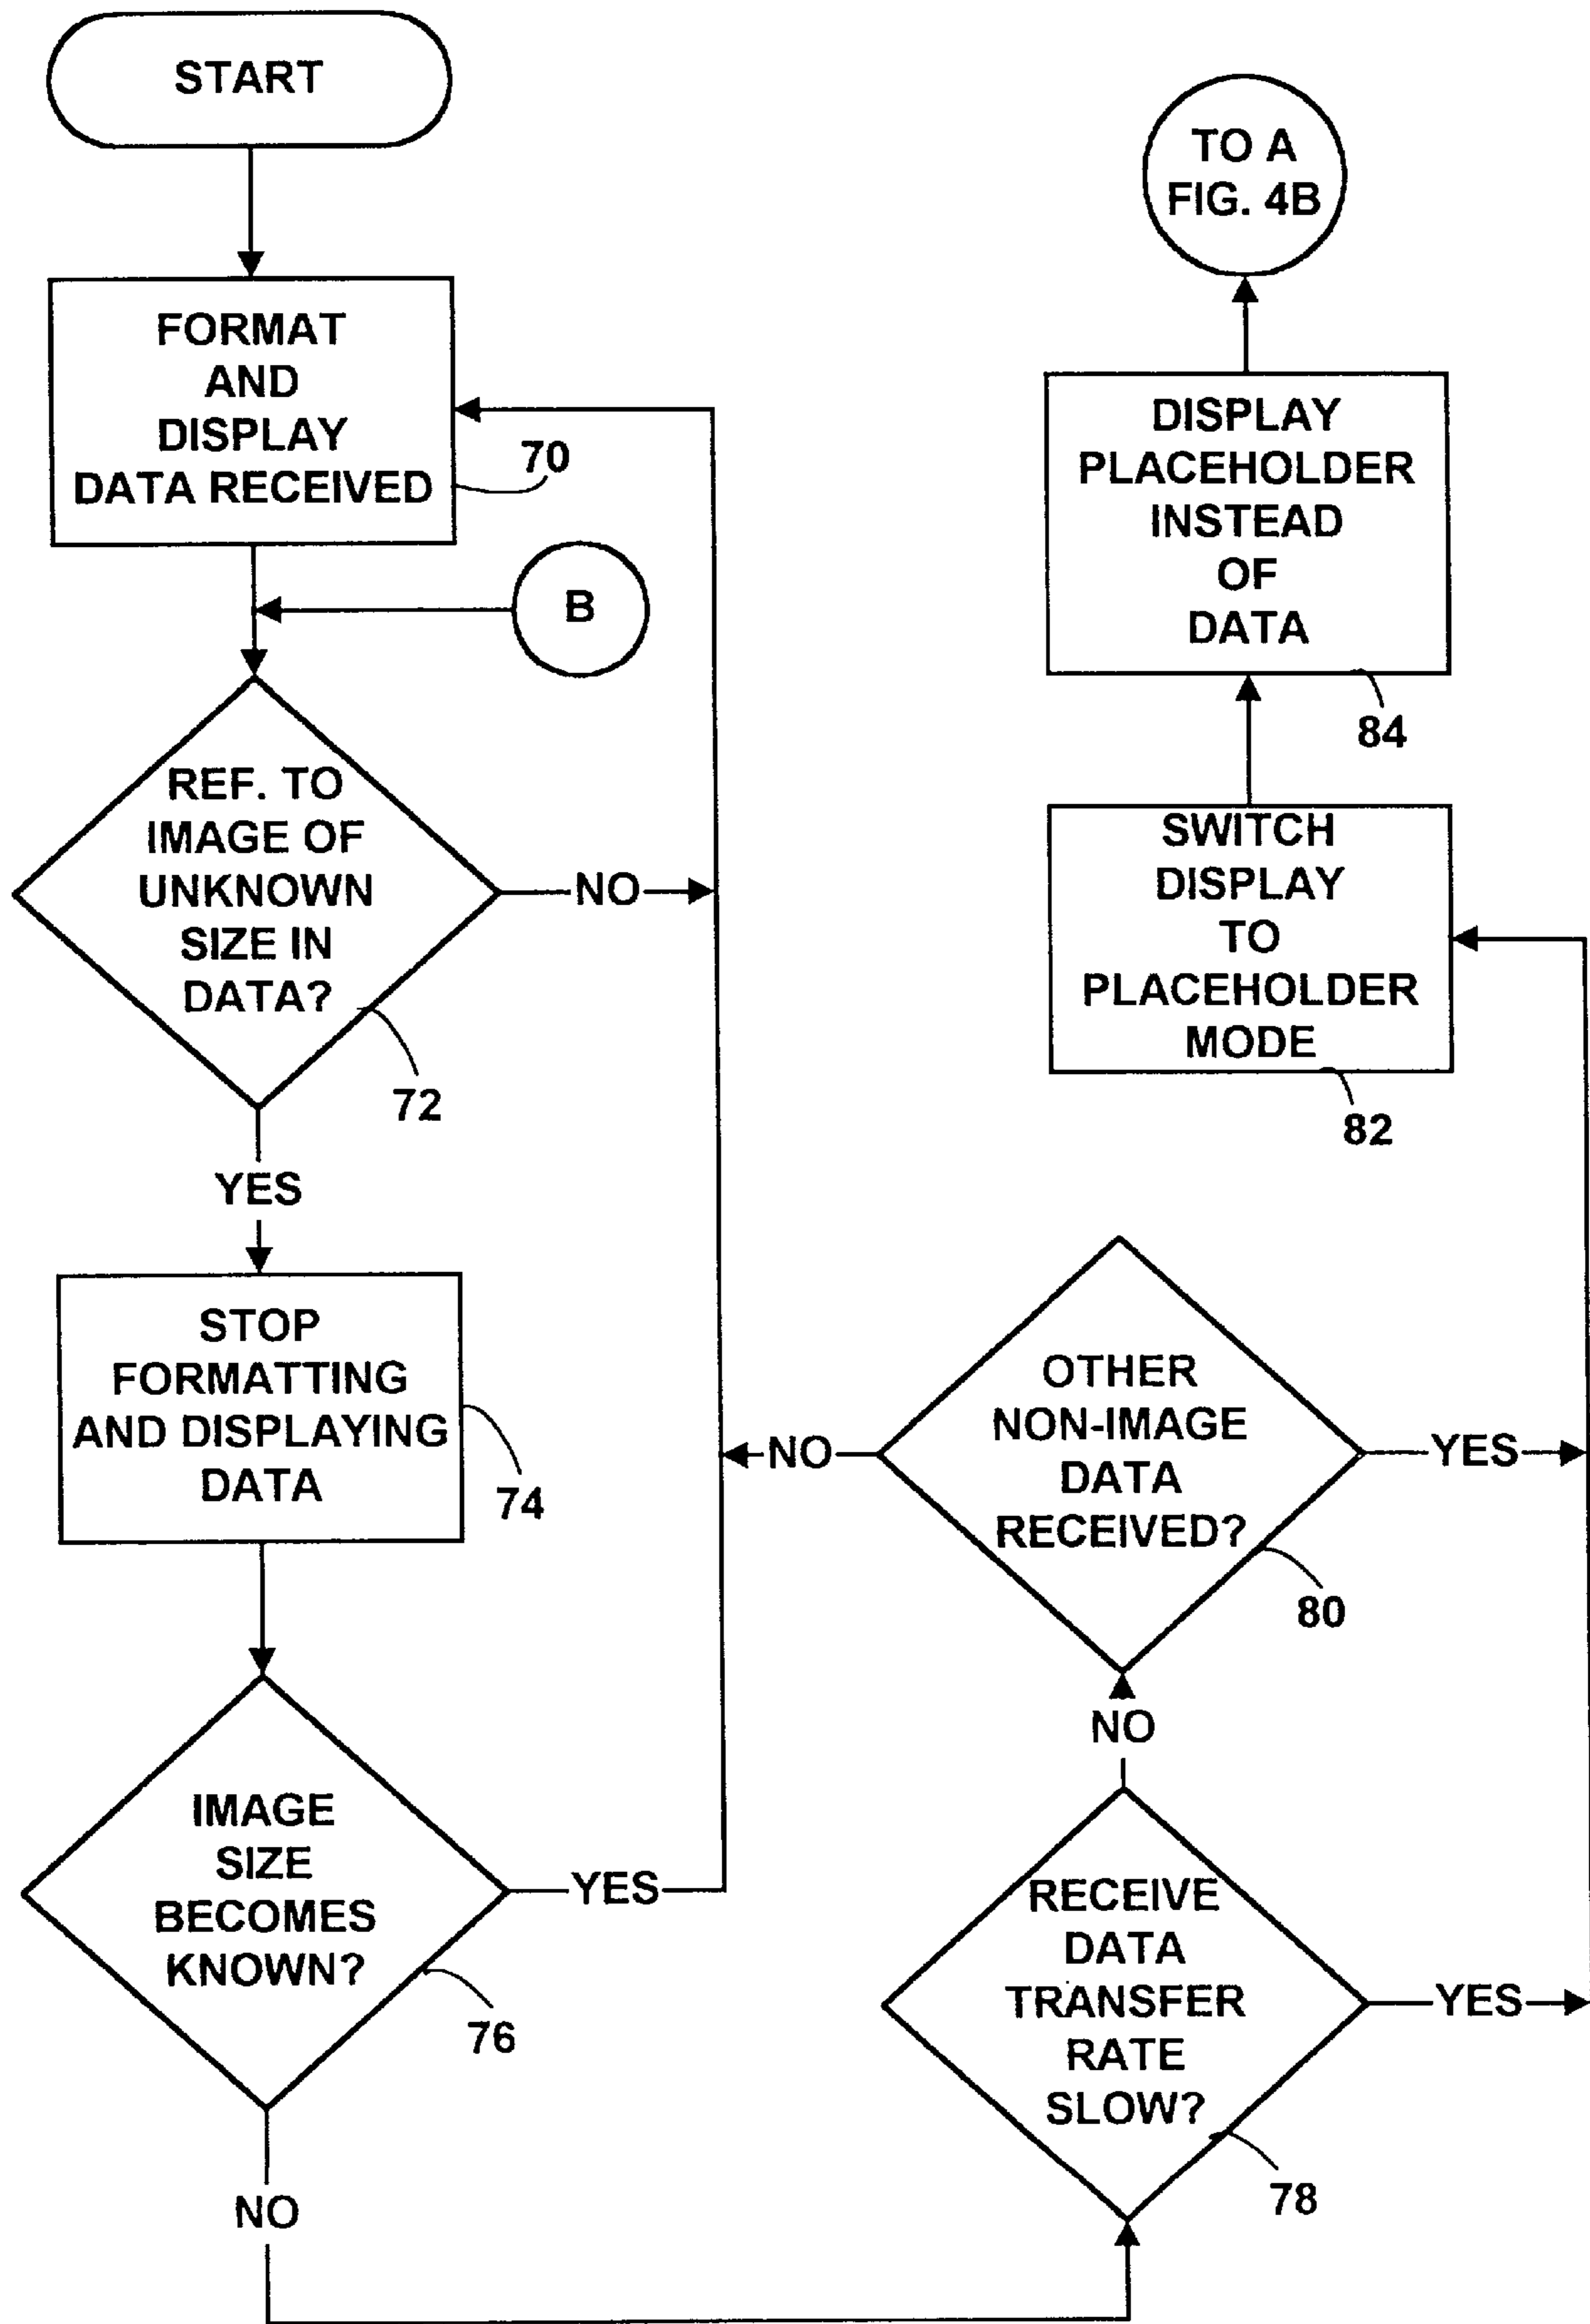 START
FORMAT
AND
DISPLAY
DATA RECEIVED
70
B
REF. TO
IMAGE OF
UNKNOWN
SIZE IN
DATA?
NO
72
YES
STOP
FORMATTING
AND DISPLAYING
DATA
74
IMAGE
SIZE
BECOMES
KNOWN?
YES
76
NO
TO A
FIG. 4B
DISPLAY
PLACEHOLDER
INSTEAD
OF
DATA
84
SWITCH
DISPLAY
TO
PLACEHOLDER
MODE
82
OTHER
NON-IMAGE
DATA
RECEIVED?
NO
YES
80
NO
RECEIVE
DATA
TRANSFER
RATE
SLOW?
YES
78